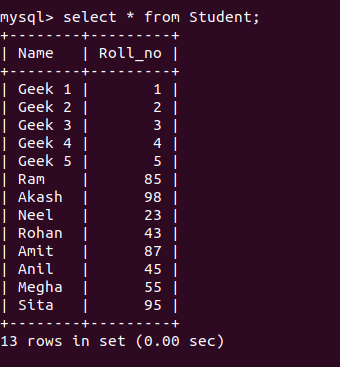 mysql> select * from Student;
+--------+---------+
| Name   | Roll_no |
+--------+---------+
| Geek 1 |       1 |
| Geek 2 |       2 |
| Geek 3 |       3 |
| Geek 4 |       4 |
| Geek 5 |       5 |
| Ram    |      85 |
| Akash  |      98 |
| Neel   |      23 |
| Rohan  |      43 |
| Amit   |      87 |
| Anil   |      45 |
| Megha  |      55 |
| Sita   |      95 |
+--------+---------+
13 rows in set (0.00 sec)